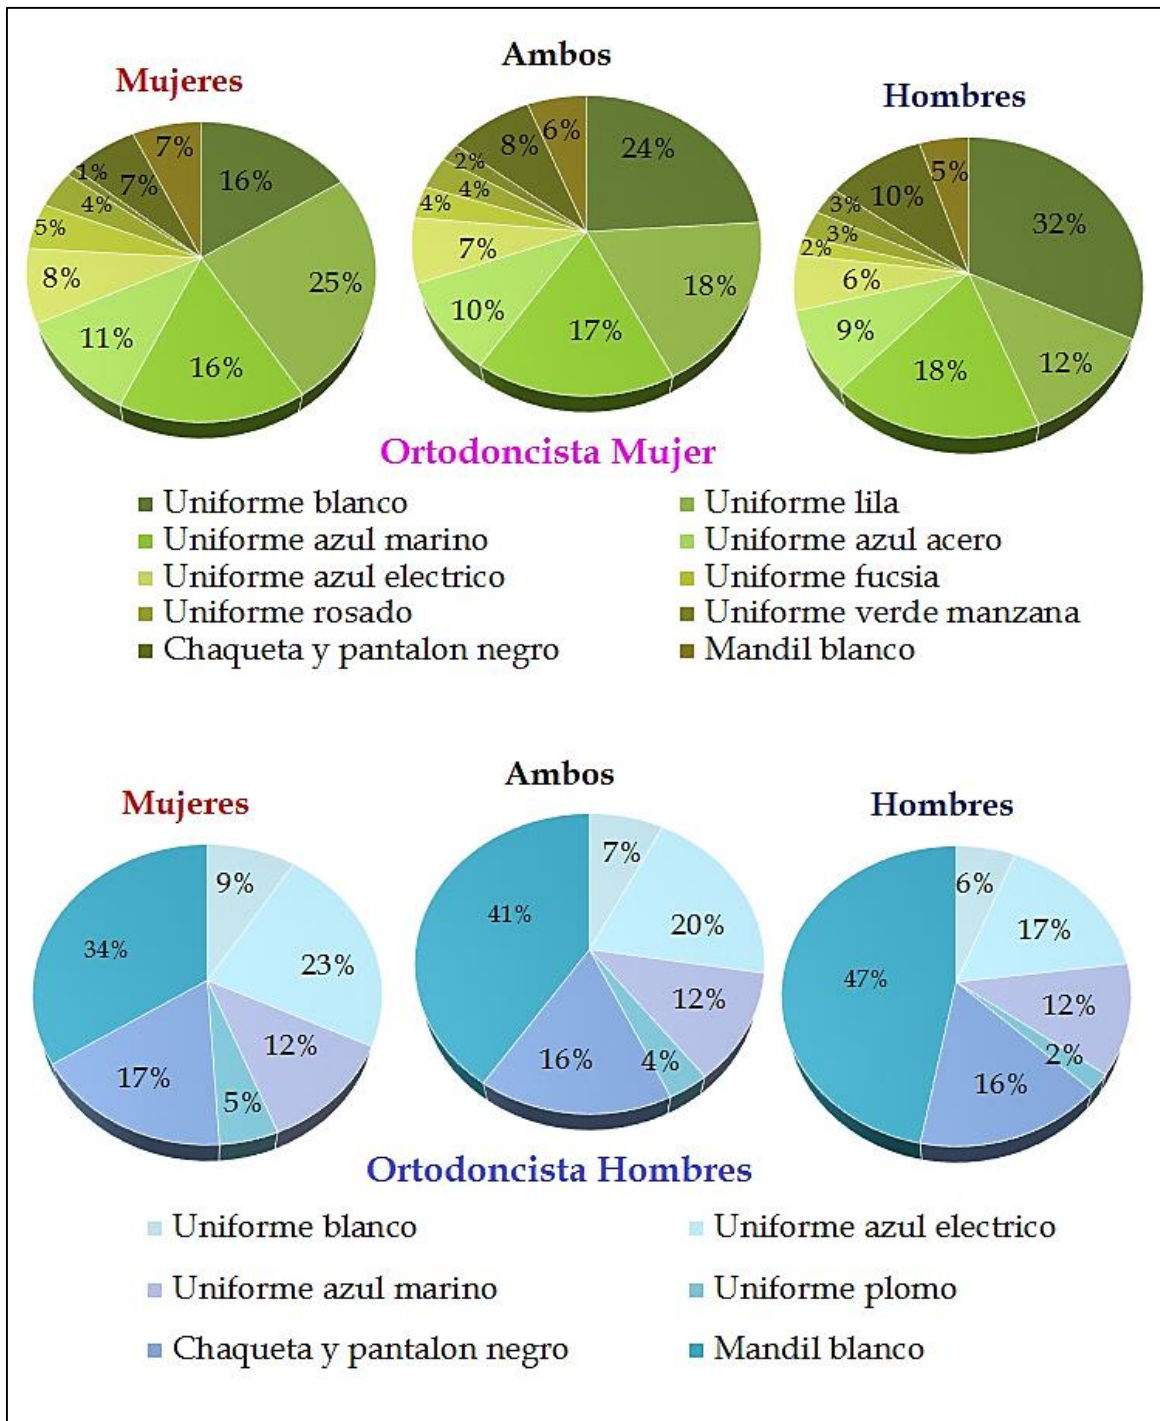 Mujeres
Ambos
Hombres
16%
25%
16%
11%
8%
5%
4%
1%
7%
7%
24%
18%
17%
10%
7%
4%
4%
2%
8%
6%
32%
12%
18%
9%
6%
2%
3%
3%
10%
5%
Ortodoncista Mujer
Uniforme blanco
Uniforme lila
Uniforme azul marino
Uniforme azul acero
Uniforme azul electrico
Uniforme fucsia
Uniforme rosado
Uniforme verde manzana
Chaqueta y pantalon negro
Mandil blanco
Mujeres
Ambos
Hombres
9%
23%
12%
5%
17%
34%
7%
20%
12%
4%
16%
41%
6%
17%
12%
2%
16%
47%
Ortodoncista Hombres
Uniforme blanco
Uniforme azul electrico
Uniforme azul marino
Uniforme plomo
Chaqueta y pantalon negro
Mandil blanco